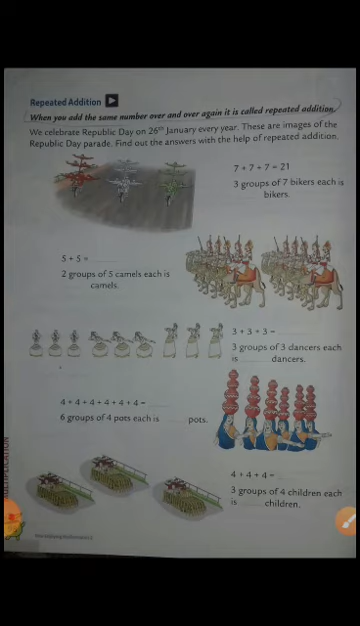 Repeated Addition
When you add the same number over and over again it is called repeated addition.
We celebrate Republic Day on 26th January every year. These are images of the
Republic Day parade. Find out the answers with the help of repeated addition.
7 + 7 + 7 = 21
3 groups of 7 bikers each is
bikers.
5 + 5 =
2 groups of 5 camels each is
camels.
3 + 3 + 3 =
3 groups of 3 dancers each
is dancers.
4 + 4 + 4 + 4 + 4 + 4 =
6 groups of 4 pots each is pots.
4 + 4 + 4 =
3 groups of 4 children each
is children.
MULTIPLICATION